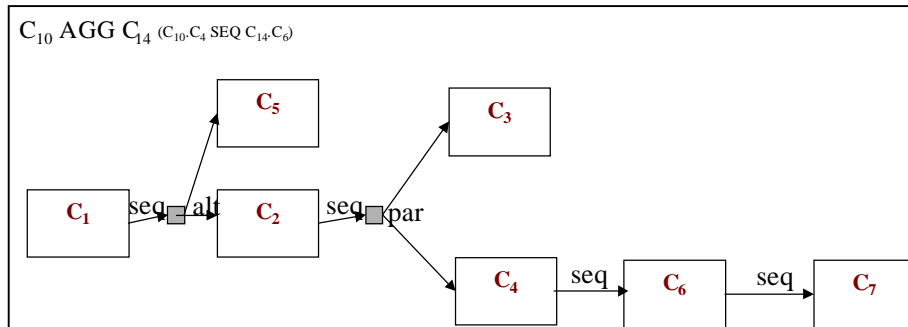 C₁₀ AGG C₁₄ (C₁₀.C₄ SEQ C₁₄.C₆)
C₅
C₃
C₁ seq alt C₂ seq par
C₄ seq C₆ seq C₇